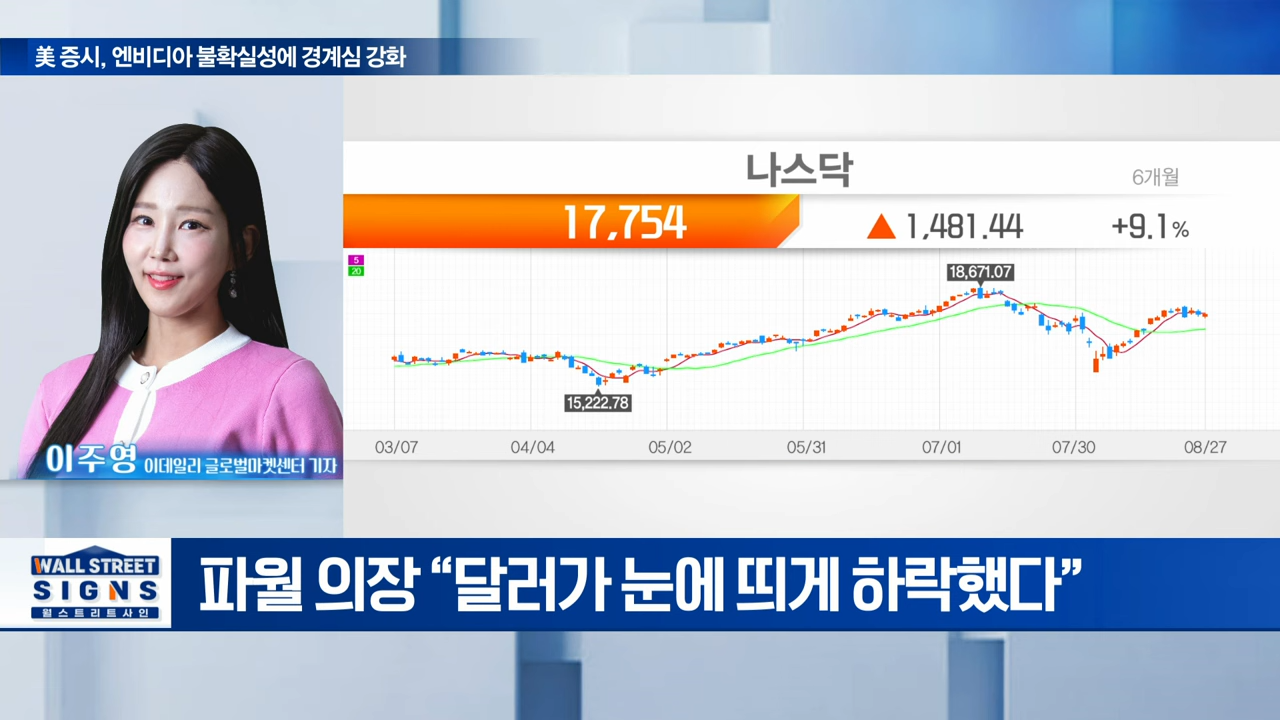 美 증시, 엔비디아 불확실성에 경계심 강화
나스닥
6개월
17,754
▲ 1,481.44
+9.1%
5
20
18,671.07
15,222.78
03/07 04/04 05/02 05/31 07/01 07/30 08/27
이주영 이데일리 글로벌마켓센터 기자
WALL STREET
SIGNS
월스트리트사인
파월 의장 “달러가 눈에 띄게 하락했다”